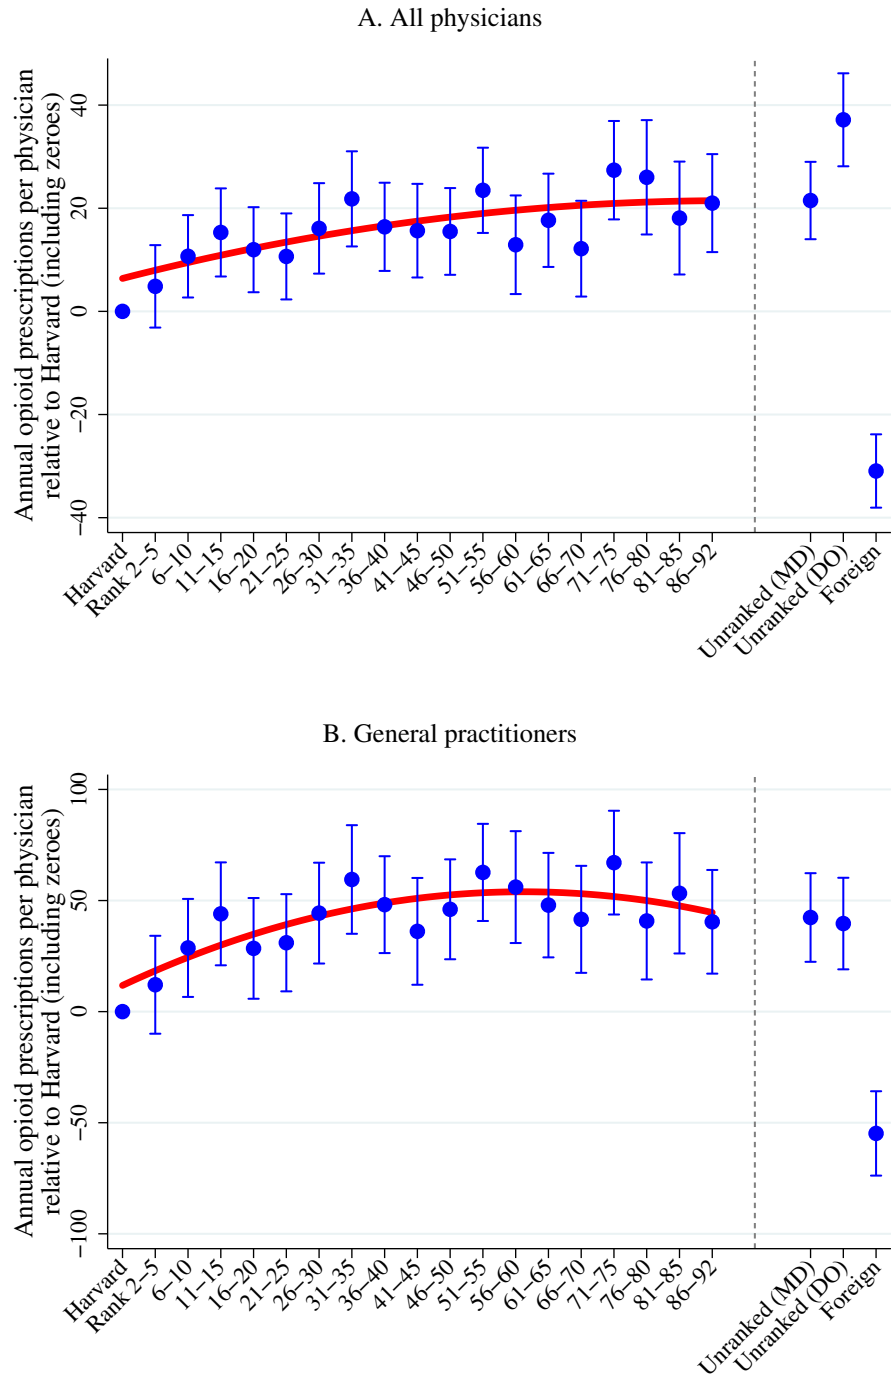 A. All physicians
Annual opioid prescriptions per physician
relative to Harvard (including zeroes)
40
20
0
−20
−40
Harvard
Rank 2–5
6–10
11–15
16–20
21–25
26–30
31–35
36–40
41–45
46–50
51–55
56–60
61–65
66–70
71–75
76–80
81–85
86–92
Unranked (MD)
Unranked (DO)
Foreign
B. General practitioners
Annual opioid prescriptions per physician
relative to Harvard (including zeroes)
100
50
0
−50
−100
Harvard
Rank 2–5
6–10
11–15
16–20
21–25
26–30
31–35
36–40
41–45
46–50
51–55
56–60
61–65
66–70
71–75
76–80
81–85
86–92
Unranked (MD)
Unranked (DO)
Foreign